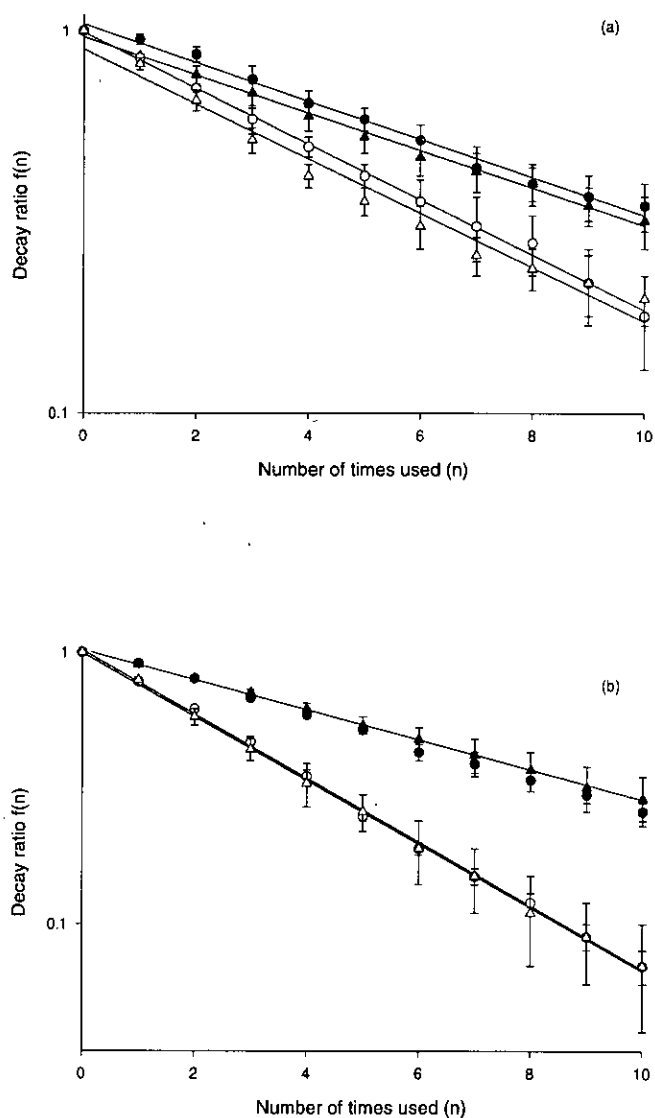 (a)
1
Decay ratio f(n)
0.1
0 2 4 6 8 10
Number of times used (n)
(b)
1
Decay ratio f(n)
0.1
0 2 4 6 8 10
Number of times used (n)